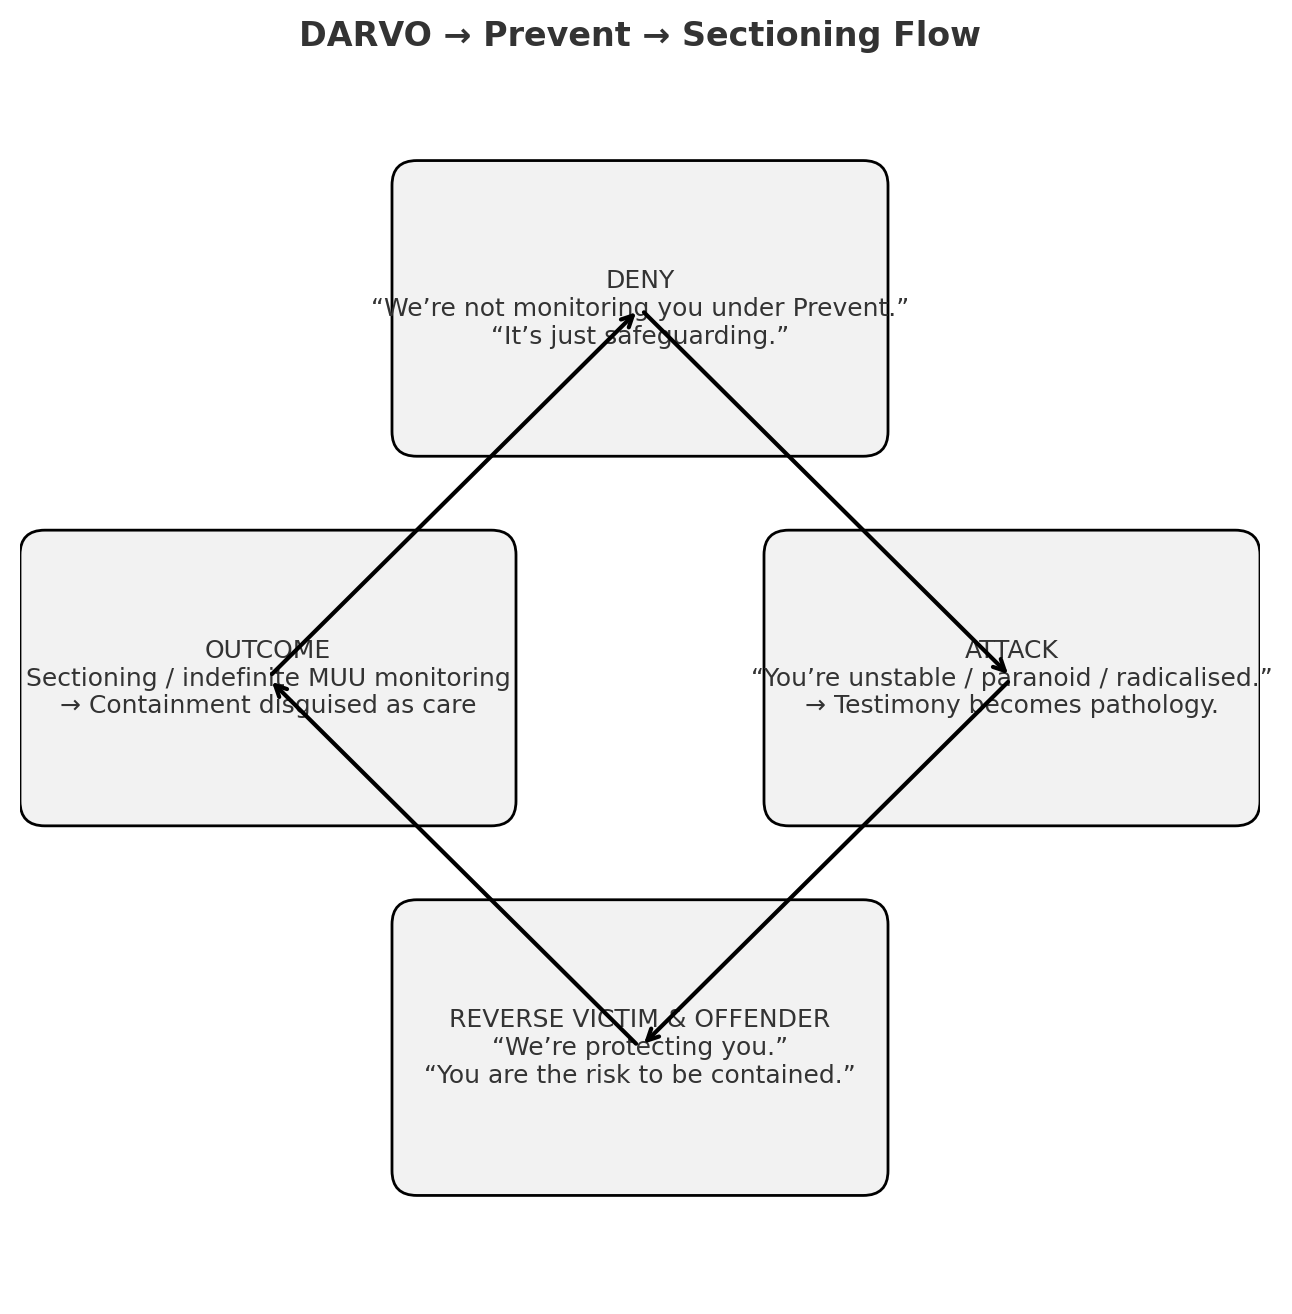 DARVO → Prevent → Sectioning Flow
DENY
“We’re not monitoring you under Prevent.”
“It’s just safeguarding.”
OUTCOME
Sectioning / indefinite MUU monitoring
→ Containment disguised as care
ATTACK
“You’re unstable / paranoid / radicalised.”
→ Testimony becomes pathology.
REVERSE VICTIM & OFFENDER
“We’re protecting you.”
“You are the risk to be contained.”